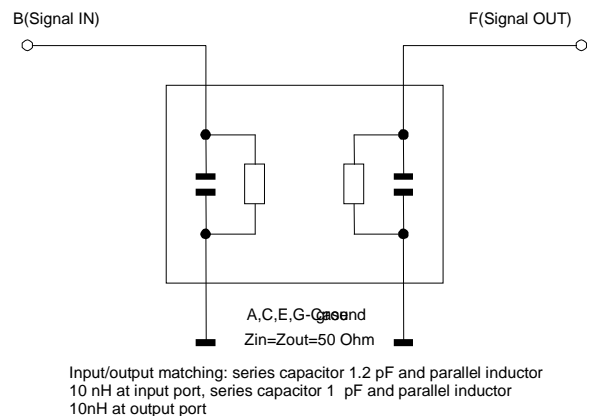 B(Signal IN)
F(Signal OUT)
A,C,E,G-
Zin=Zout=50 Ohm
Input/output matching: series capacitor 1.2 pF and parallel inductor
10 nH at input port, series capacitor 1 pF and parallel inductor
10nH at output port